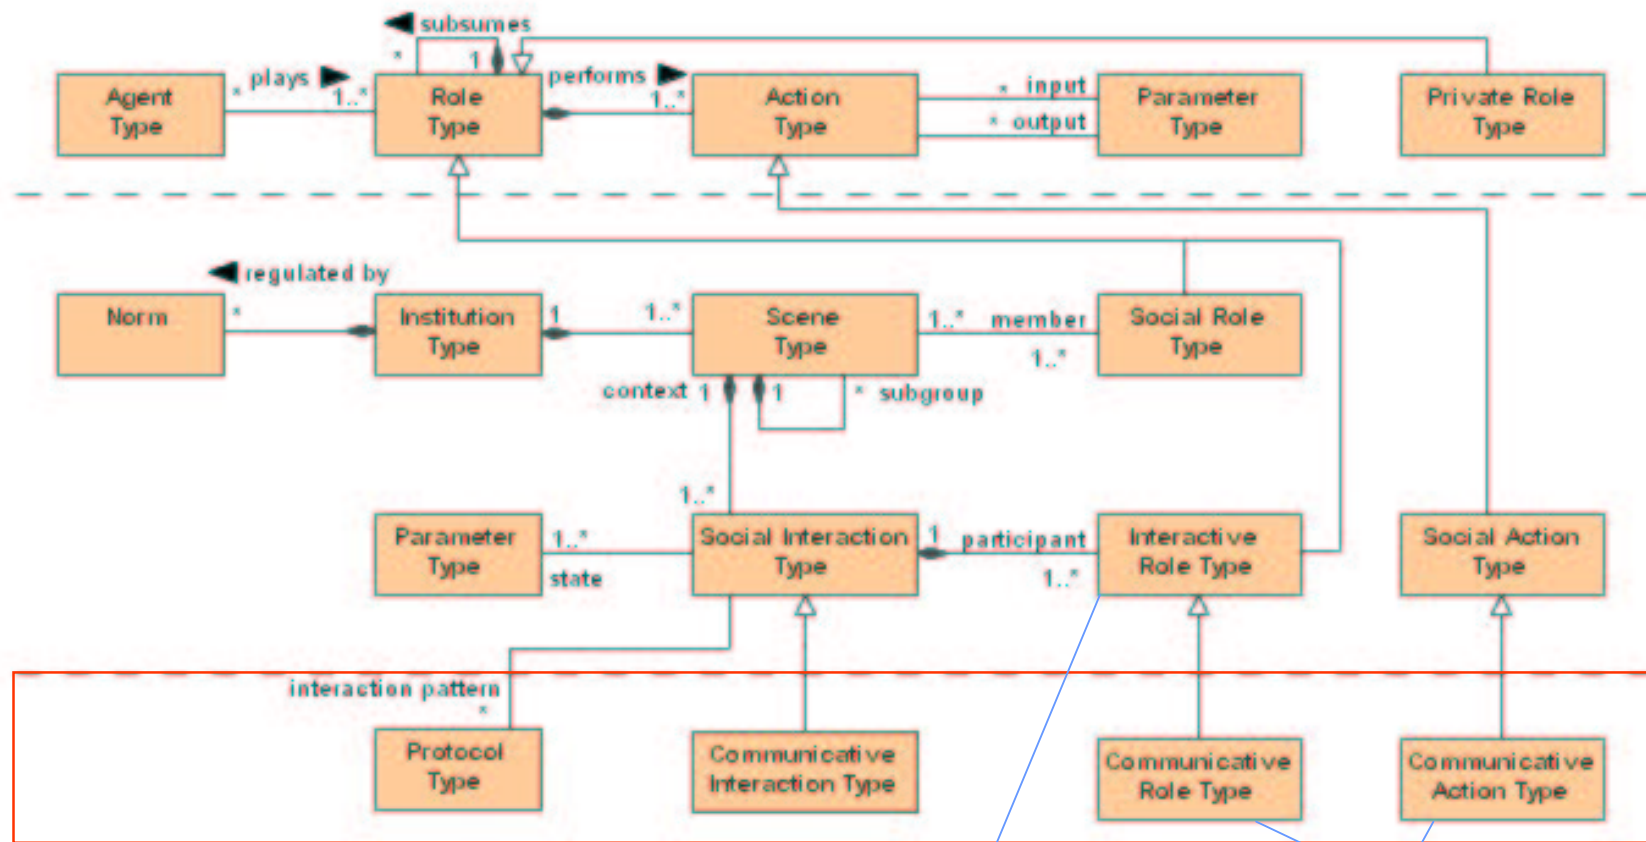 subsumes
* 1
plays performs
* 1..* 1..*
Agent
Type
Role
Type
Action
Type
* input
* output
Parameter
Type
Private Role
Type
regulated by
Norm
*
Institution
Type
1 1..*
Scene
Type
1..* member
1..*
Social Role
Type
context 1 1 * subgroup
1..*
Parameter
Type
1..*
state
Social Interaction
Type
1 participant
1..*
Interactive
Role Type
Social Action
Type
interaction pattern
*
Protocol
Type
Communicative
Interaction Type
Communicative
Role Type
Communicative
Action Type